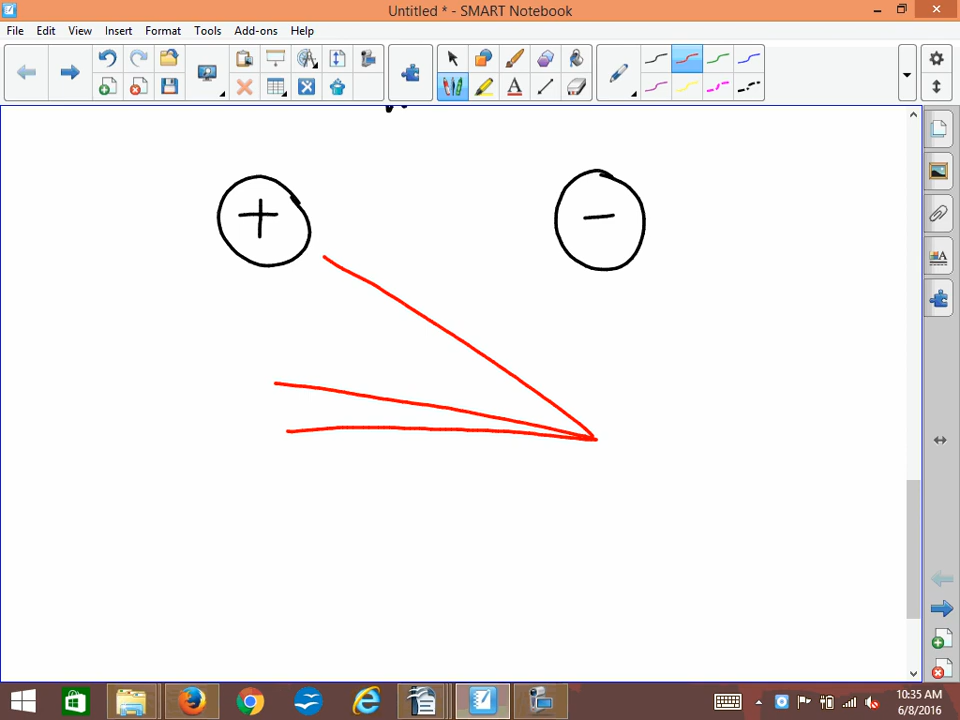 Untitled * - SMART Notebook
File Edit View Insert Format Tools Add-ons Help
+ −
10:35 AM
6/8/2016